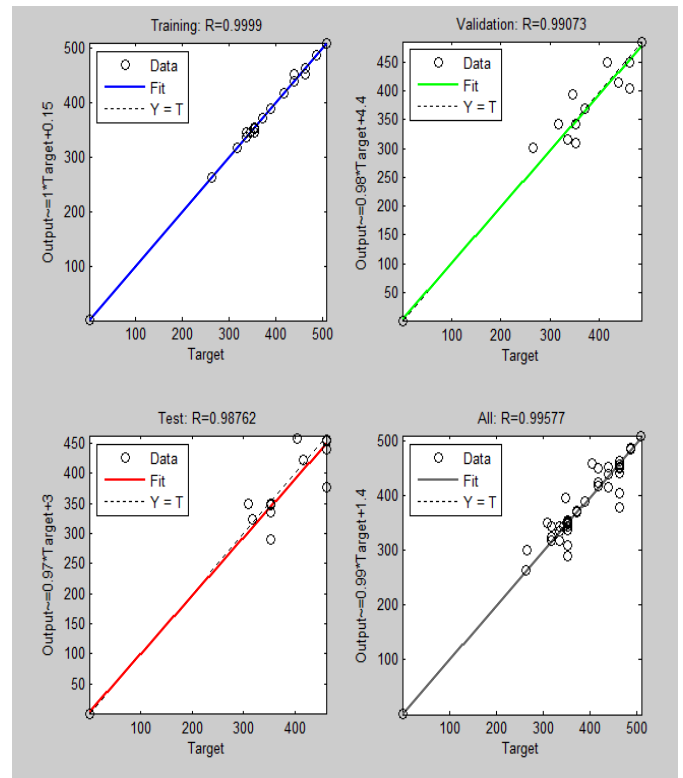 Training: R=0.9999
Output~=1*Target+0.15
500
400
300
200
100
Data
Fit
Y = T
100 200 300 400 500
Target
Validation: R=0.99073
Output~=0.98*Target+4.4
450
400
350
300
250
200
150
100
50
Data
Fit
Y = T
100 200 300 400
Target
Test: R=0.98762
Output~=0.97*Target+3
450
400
350
300
250
200
150
100
50
Data
Fit
Y = T
100 200 300 400
Target
All: R=0.99577
Output~=0.99*Target+1.4
500
400
300
200
100
Data
Fit
Y = T
100 200 300 400 500
Target